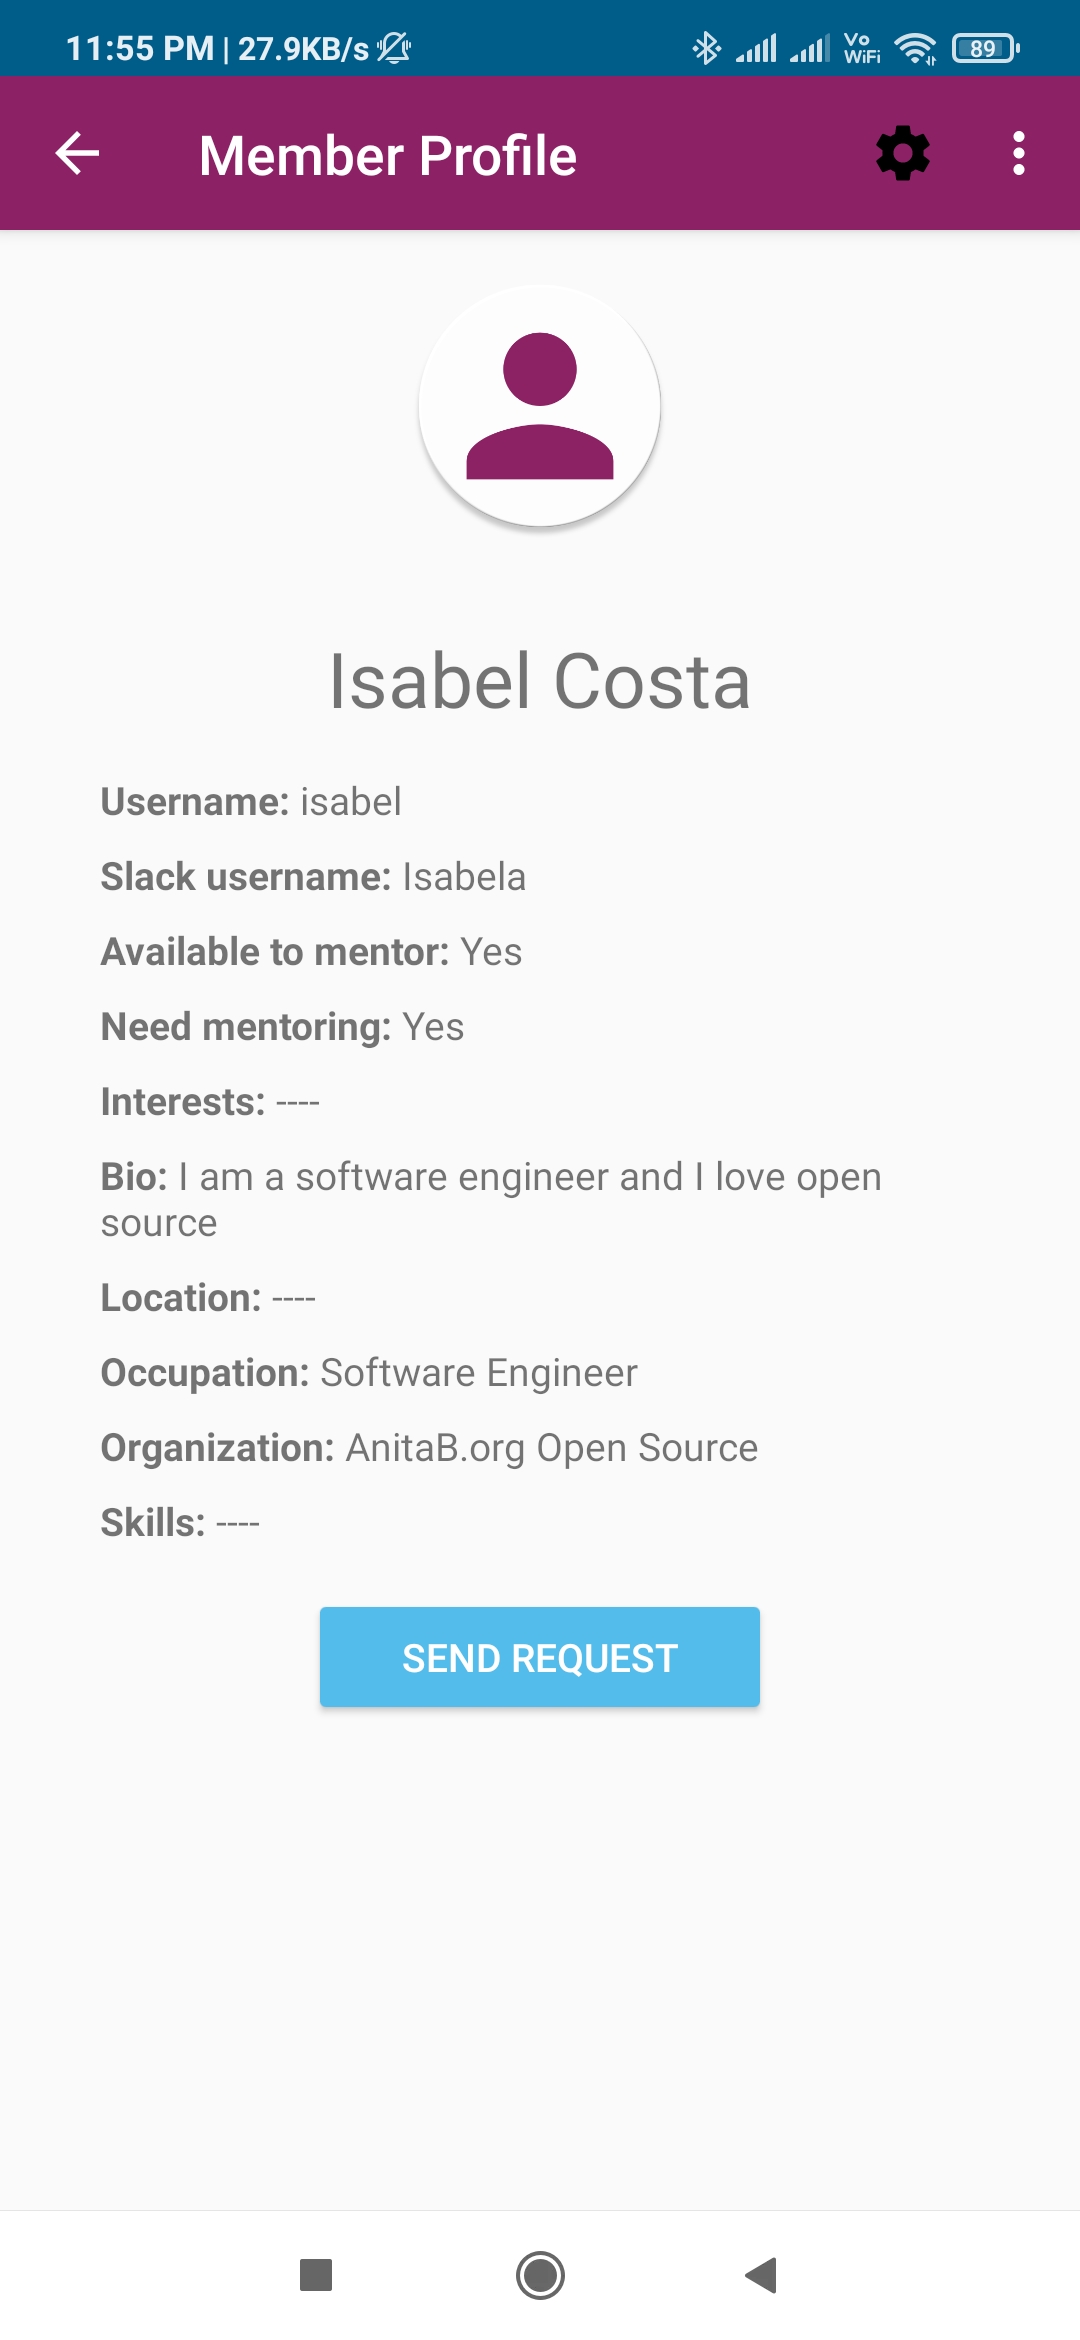 11:55 PM | 27.9KB/s
Vo
WiFi
89
Member Profile
Isabel Costa
Username: isabel
Slack username: Isabela
Available to mentor: Yes
Need mentoring: Yes
Interests: ----
Bio: I am a software engineer and I love open
source
Location: ----
Occupation: Software Engineer
Organization: AnitaB.org Open Source
Skills: ----
SEND REQUEST